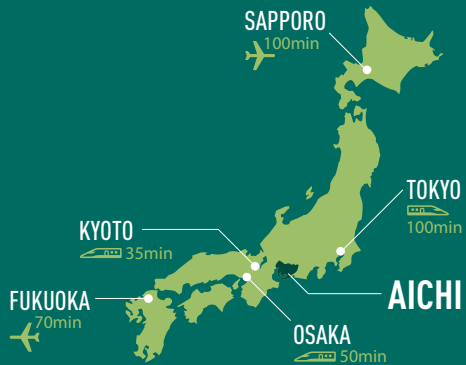 SAPPORO
100min
TOKYO
100min
KYOTO
35min
AICHI
FUKUOKA
70min
OSAKA
50min